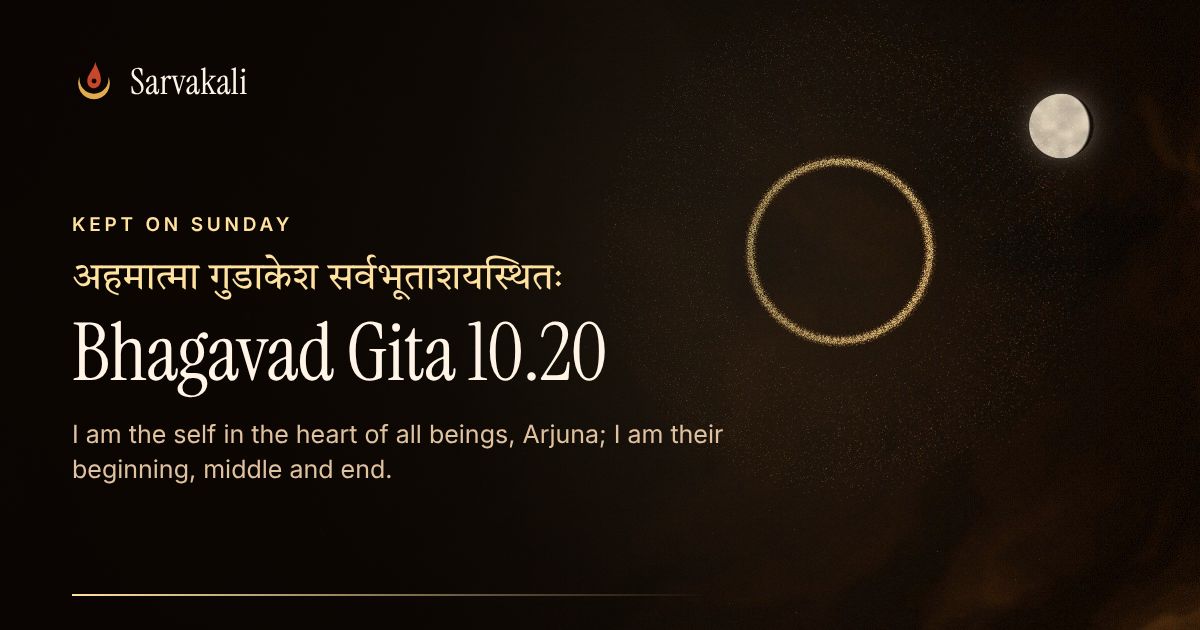 Sarvakali
KEPT ON SUNDAY
अहमात्मा गुडाकेश सर्वभूताशयस्थितः
Bhagavad Gita 10.20
I am the self in the heart of all beings, Arjuna; I am their
beginning, middle and end.